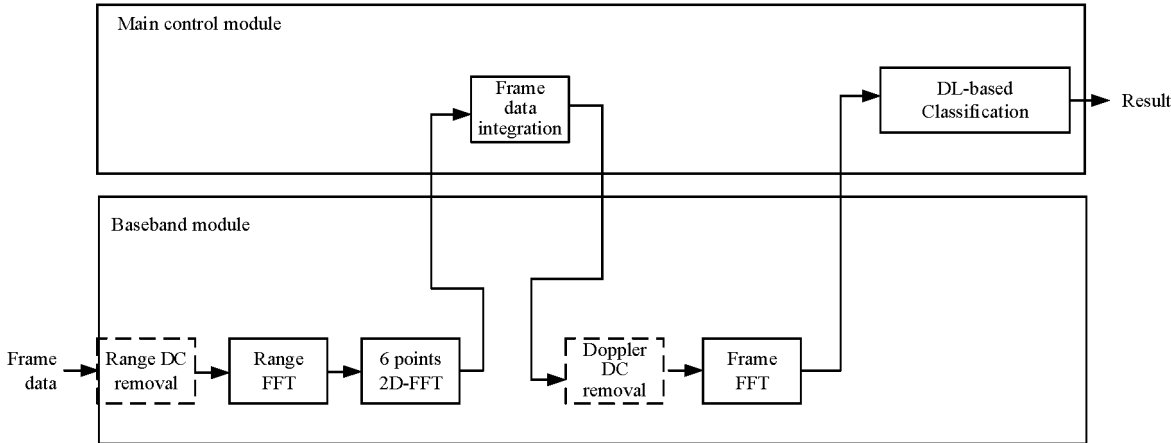 Main control module
Frame
data
integration
DL-based
Classification
Result
Baseband module
Frame
data
Range DC
removal
Range
FFT
6 points
2D-FFT
Doppler
DC
removal
Frame
FFT